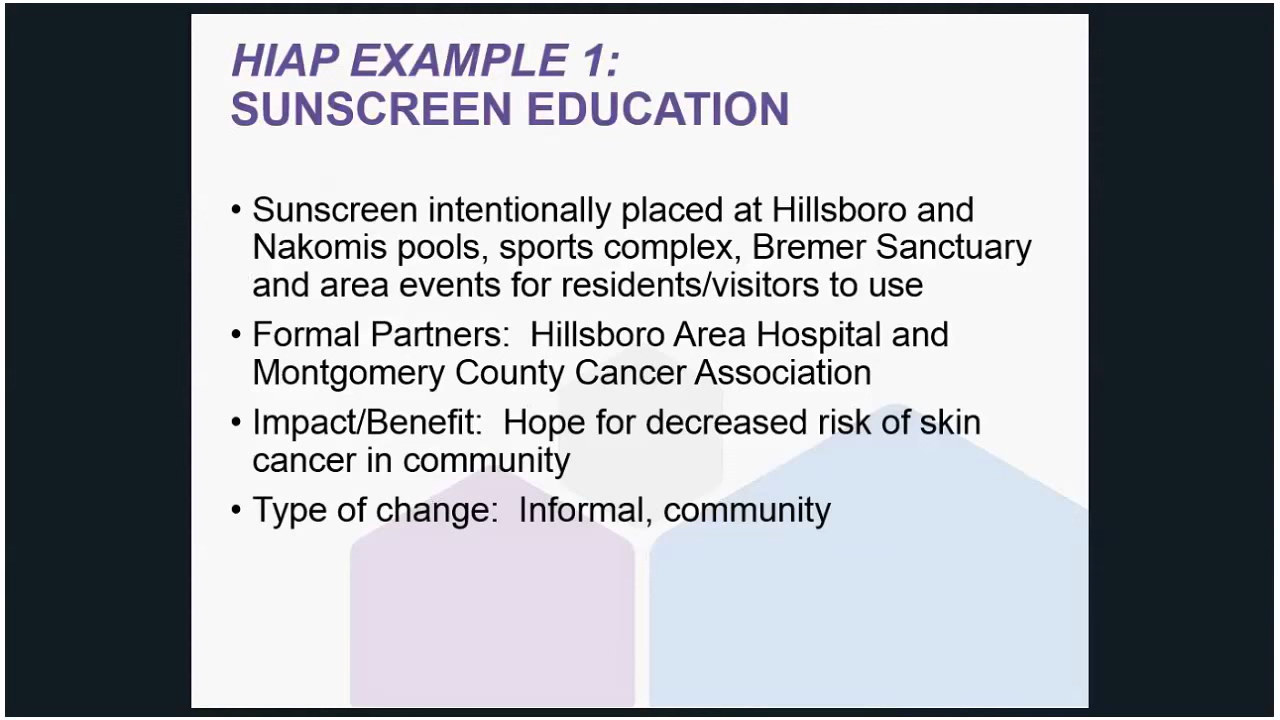 HIAP EXAMPLE 1:
SUNSCREEN EDUCATION
• Sunscreen intentionally placed at Hillsboro and
Nakomis pools, sports complex, Bremer Sanctuary
and area events for residents/visitors to use
• Formal Partners:  Hillsboro Area Hospital and
Montgomery County Cancer Association
• Impact/Benefit:  Hope for decreased risk of skin
cancer in community
• Type of change:  Informal, community